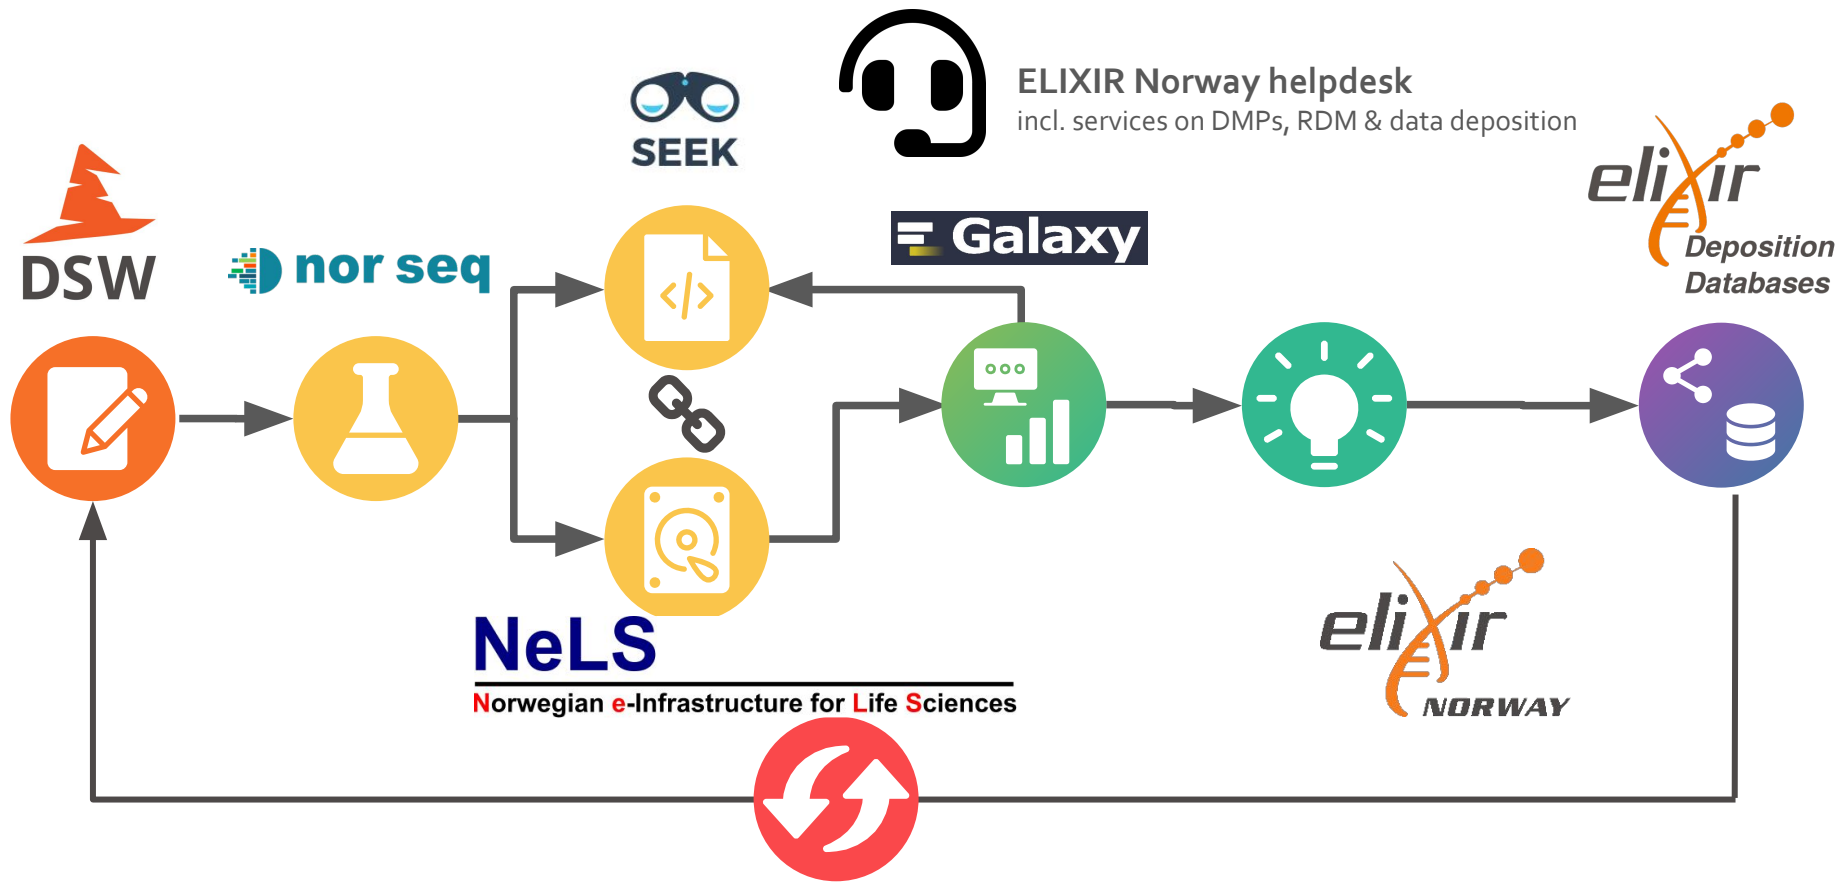 ELIXIR Norway helpdesk
incl. services on DMPs, RDM & data deposition
SEEK
elixir
Deposition
Databases
DSW
nor seq
Galaxy
</>
NeLS
Norwegian e-Infrastructure for Life Sciences
elixir
NORWAY